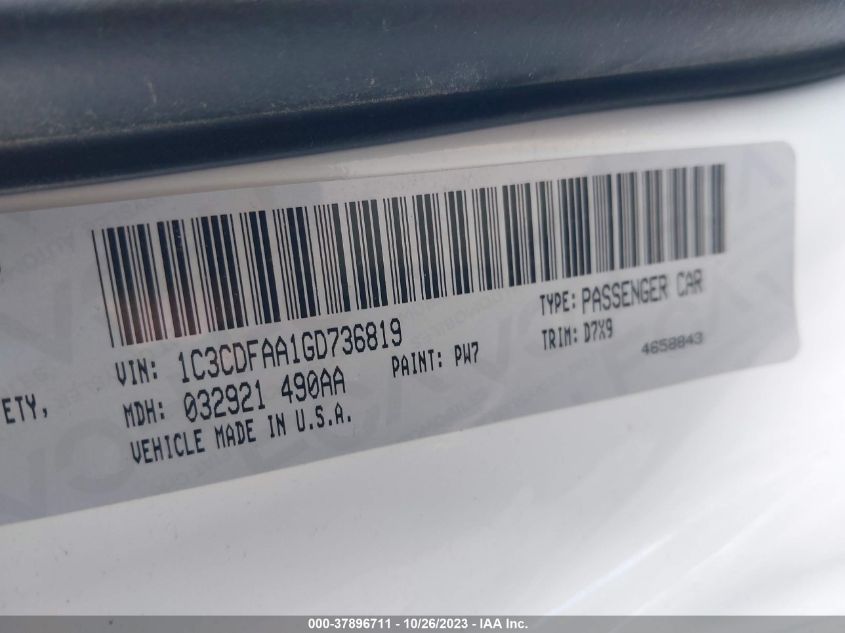 ETY,
VIN: 1C3CDFAA1GD736819
TYPE: PASSENGER CAR
MDH: 032921 490AA
PAINT: PW7
TRIM: D7X9
VEHICLE MADE IN U.S.A.
4658843
000-37896711 - 10/26/2023 - IAA Inc.